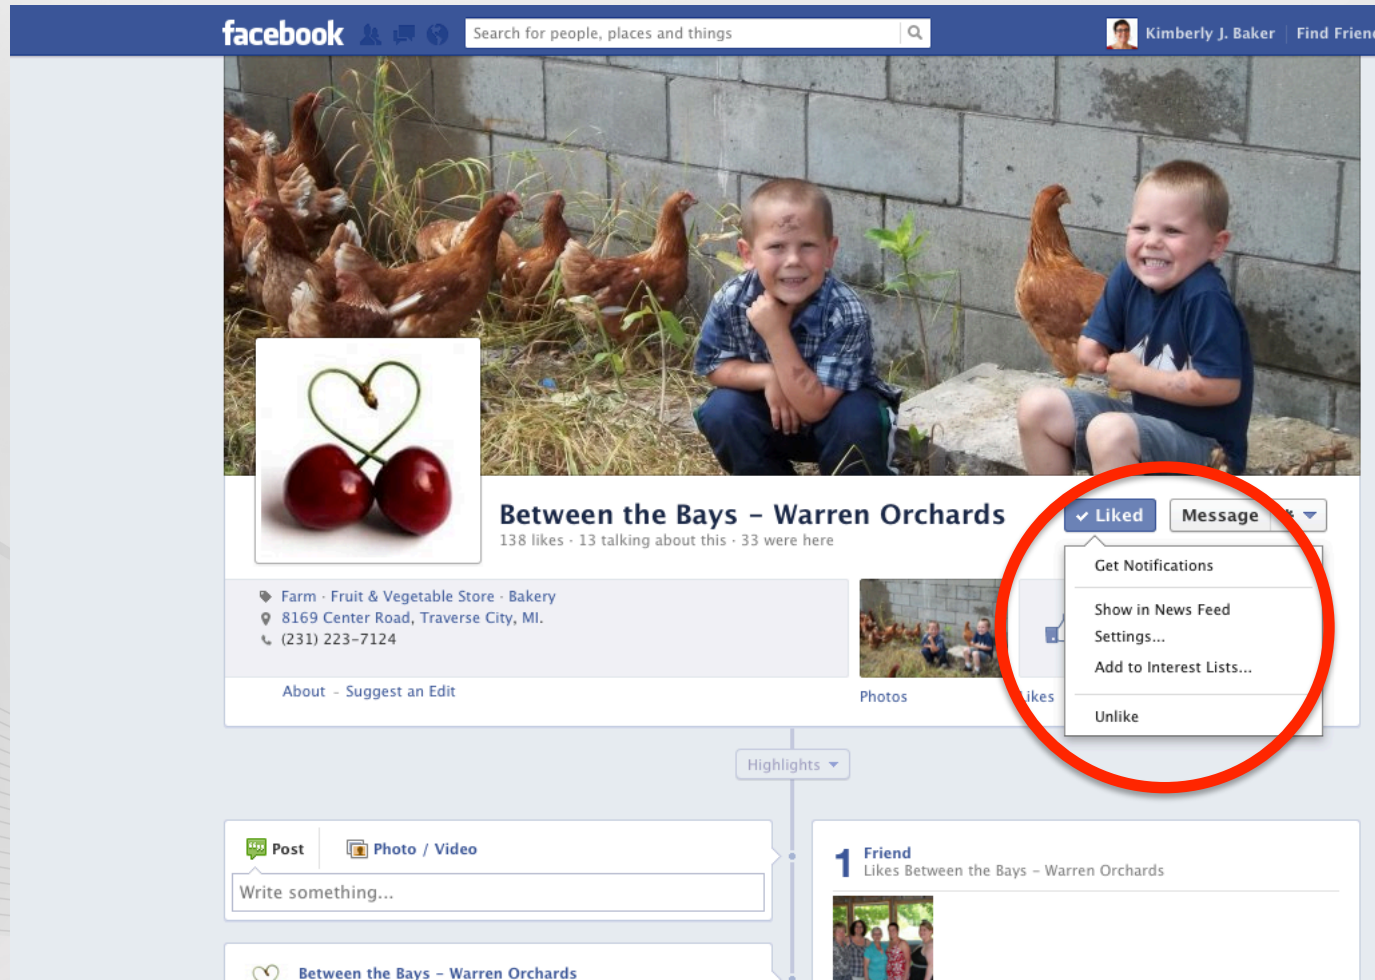 facebook
Search for people, places and things
Kimberly J. Baker
Find Frien
Between the Bays – Warren Orchards
138 likes · 13 talking about this · 33 were here
✓ Liked
Message
Get Notifications
Show in News Feed
Settings...
Add to Interest Lists...
Unlike
Farm · Fruit & Vegetable Store · Bakery
8169 Center Road, Traverse City, MI.
(231) 223-7124
About - Suggest an Edit
Photos
ikes
Highlights
Post
Photo / Video
Write something...
1 Friend
Likes Between the Bays – Warren Orchards
Between the Bays – Warren Orchards